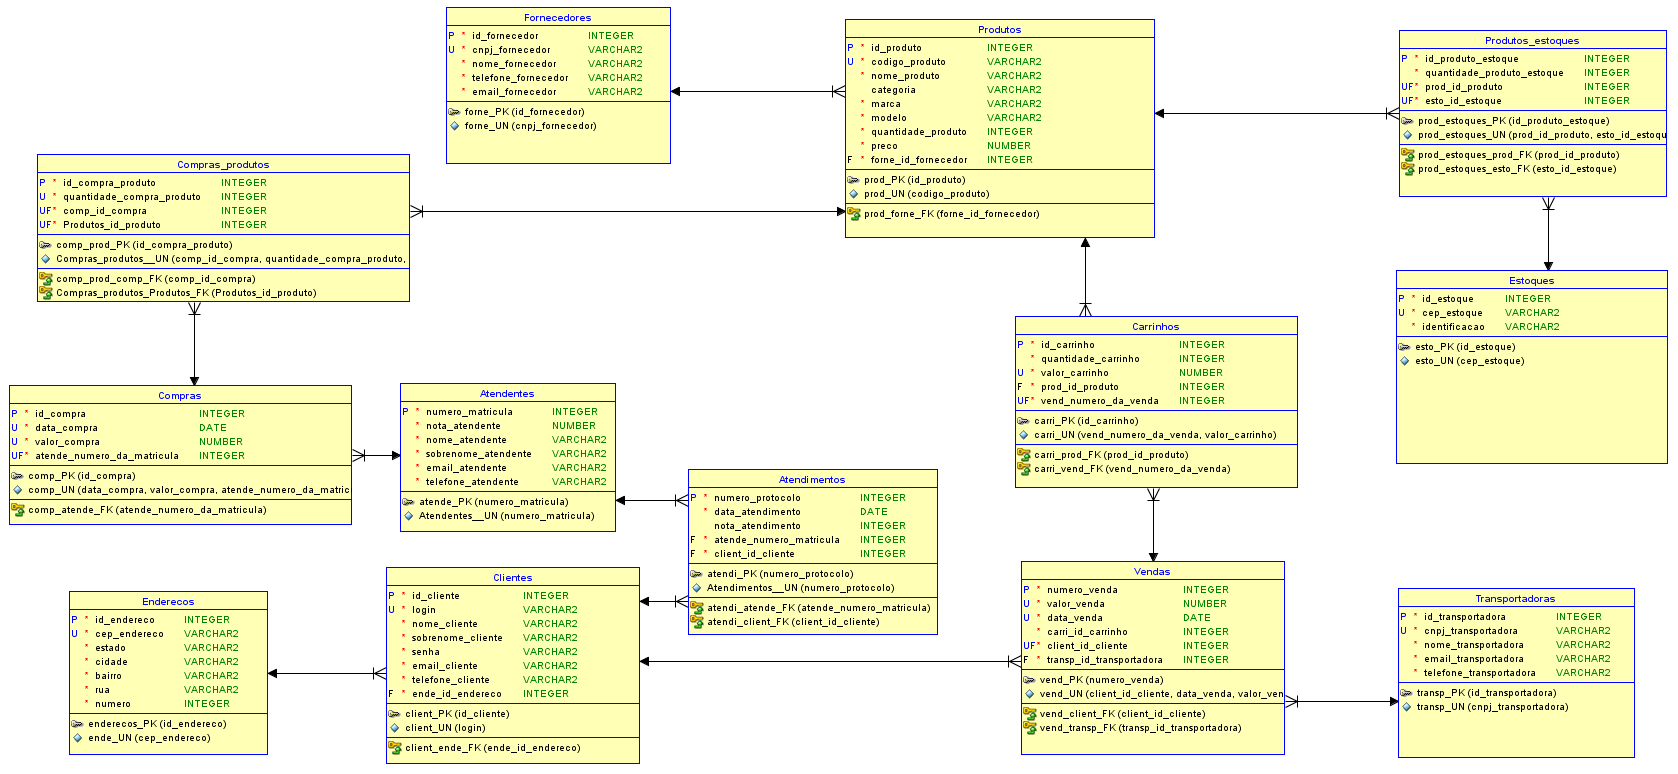 Fornecedores
P * id_fornecedor INTEGER
U * cnpj_fornecedor VARCHAR2
* nome_fornecedor VARCHAR2
* telefone_fornecedor VARCHAR2
* email_fornecedor VARCHAR2
forne_PK (id_fornecedor)
forne_UN (cnpj_fornecedor)
Produtos
P * id_produto INTEGER
U * codigo_produto VARCHAR2
* nome_produto VARCHAR2
categoria VARCHAR2
* marca VARCHAR2
* modelo VARCHAR2
* quantidade_produto INTEGER
* preco NUMBER
F * forne_id_fornecedor INTEGER
prod_PK (id_produto)
prod_UN (codigo_produto)
prod_forne_FK (forne_id_fornecedor)
Produtos_estoques
P * id_produto_estoque INTEGER
* quantidade_produto_estoque INTEGER
UF* prod_id_produto INTEGER
UF* esto_id_estoque INTEGER
prod_estoques_PK (id_produto_estoque)
prod_estoques_UN (prod_id_produto, esto_id_estoqu
prod_estoques_prod_FK (prod_id_produto)
prod_estoques_esto_FK (esto_id_estoque)
Compras_produtos
P * id_compra_produto INTEGER
U * quantidade_compra_produto INTEGER
UF* comp_id_compra INTEGER
UF* Produtos_id_produto INTEGER
comp_prod_PK (id_compra_produto)
Compras_produtos__UN (comp_id_compra, quantidade_compra_produto,
comp_prod_comp_FK (comp_id_compra)
Compras_produtos_Produtos_FK (Produtos_id_produto)
Estoques
P * id_estoque INTEGER
U * cep_estoque VARCHAR2
* identificacao VARCHAR2
esto_PK (id_estoque)
esto_UN (cep_estoque)
Carrinhos
P * id_carrinho INTEGER
* quantidade_carrinho INTEGER
U * valor_carrinho NUMBER
F * prod_id_produto INTEGER
UF* vend_numero_da_venda INTEGER
carri_PK (id_carrinho)
carri_UN (vend_numero_da_venda, valor_carrinho)
carri_prod_FK (prod_id_produto)
carri_vend_FK (vend_numero_da_venda)
Compras
P * id_compra INTEGER
U * data_compra DATE
U * valor_compra NUMBER
UF* atende_numero_da_matricula INTEGER
comp_PK (id_compra)
comp_UN (data_compra, valor_compra, atende_numero_da_matric
comp_atende_FK (atende_numero_da_matricula)
Atendentes
P * numero_matricula INTEGER
* nota_atendente NUMBER
* nome_atendente VARCHAR2
* sobrenome_atendente VARCHAR2
* email_atendente VARCHAR2
* telefone_atendente VARCHAR2
atende_PK (numero_matricula)
Atendentes__UN (numero_matricula)
Atendimentos
P * numero_protocolo INTEGER
* data_atendimento DATE
nota_atendimento INTEGER
F * atende_numero_matricula INTEGER
F * client_id_cliente INTEGER
atendi_PK (numero_protocolo)
Atendimentos__UN (numero_protocolo)
atendi_atende_FK (atende_numero_matricula)
atendi_client_FK (client_id_cliente)
Enderecos
P * id_endereco INTEGER
U * cep_endereco VARCHAR2
* estado VARCHAR2
* cidade VARCHAR2
* bairro VARCHAR2
* rua VARCHAR2
* numero INTEGER
enderecos_PK (id_endereco)
ende_UN (cep_endereco)
Clientes
P * id_cliente INTEGER
U * login VARCHAR2
* nome_cliente VARCHAR2
* sobrenome_cliente VARCHAR2
* senha VARCHAR2
* email_cliente VARCHAR2
* telefone_cliente VARCHAR2
F * ende_id_endereco INTEGER
client_PK (id_cliente)
client_UN (login)
client_ende_FK (ende_id_endereco)
Vendas
P * numero_venda INTEGER
U * valor_venda NUMBER
U * data_venda DATE
* carri_id_carrinho INTEGER
UF* client_id_cliente INTEGER
F * transp_id_transportadora INTEGER
vend_PK (numero_venda)
vend_UN (client_id_cliente, data_venda, valor_ven
vend_client_FK (client_id_cliente)
vend_transp_FK (transp_id_transportadora)
Transportadoras
P * id_transportadora INTEGER
U * cnpj_transportadora VARCHAR2
* nome_transportadora VARCHAR2
* email_transportadora VARCHAR2
* telefone_transportadora VARCHAR2
transp_PK (id_transportadora)
transp_UN (cnpj_transportadora)